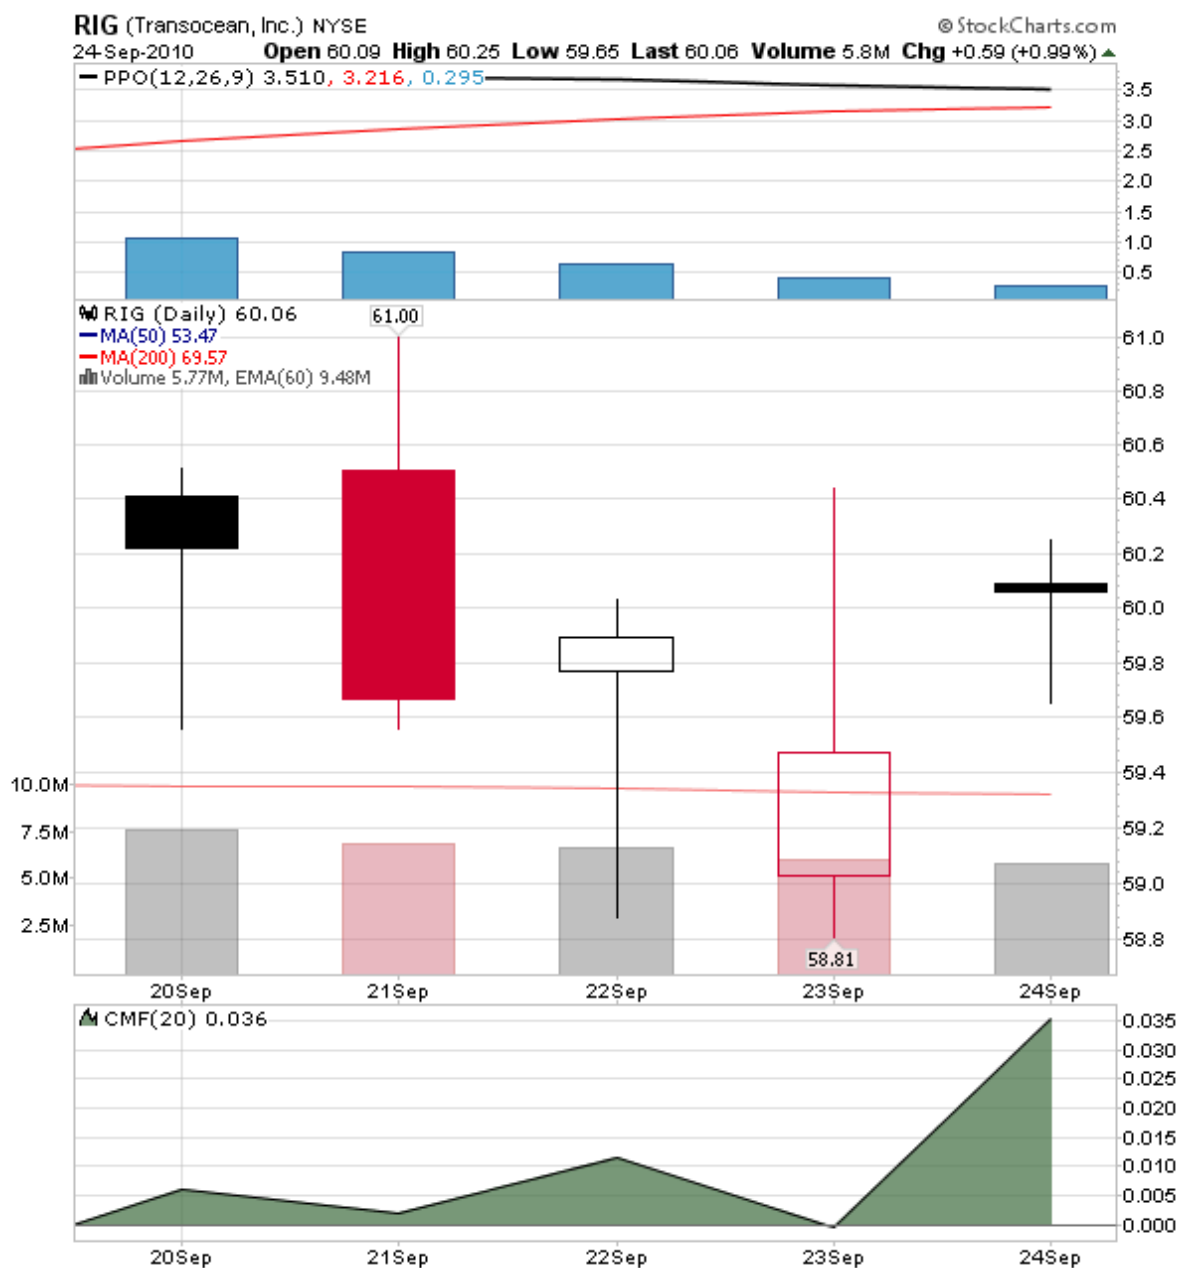 RIG (Transocean, Inc.) NYSE © StockCharts.com
24-Sep-2010 Open 60.09 High 60.25 Low 59.65 Last 60.06 Volume 5.8M Chg +0.59 (+0.99%)
PPO(12,26,9) 3.510, 3.216, 0.295
3.5
3.0
2.5
2.0
1.5
1.0
0.5
RIG (Daily) 60.06
MA(50) 53.47
MA(200) 69.57
Volume 5.77M, EMA(60) 9.48M
61.00
61.0
60.8
60.6
60.4
60.2
60.0
59.8
59.6
59.4
59.2
59.0
58.8
10.0M
7.5M
5.0M
2.5M
58.81
20Sep 21Sep 22Sep 23Sep 24Sep
CMF(20) 0.036
0.035
0.030
0.025
0.020
0.015
0.010
0.005
0.000
20Sep 21Sep 22Sep 23Sep 24Sep